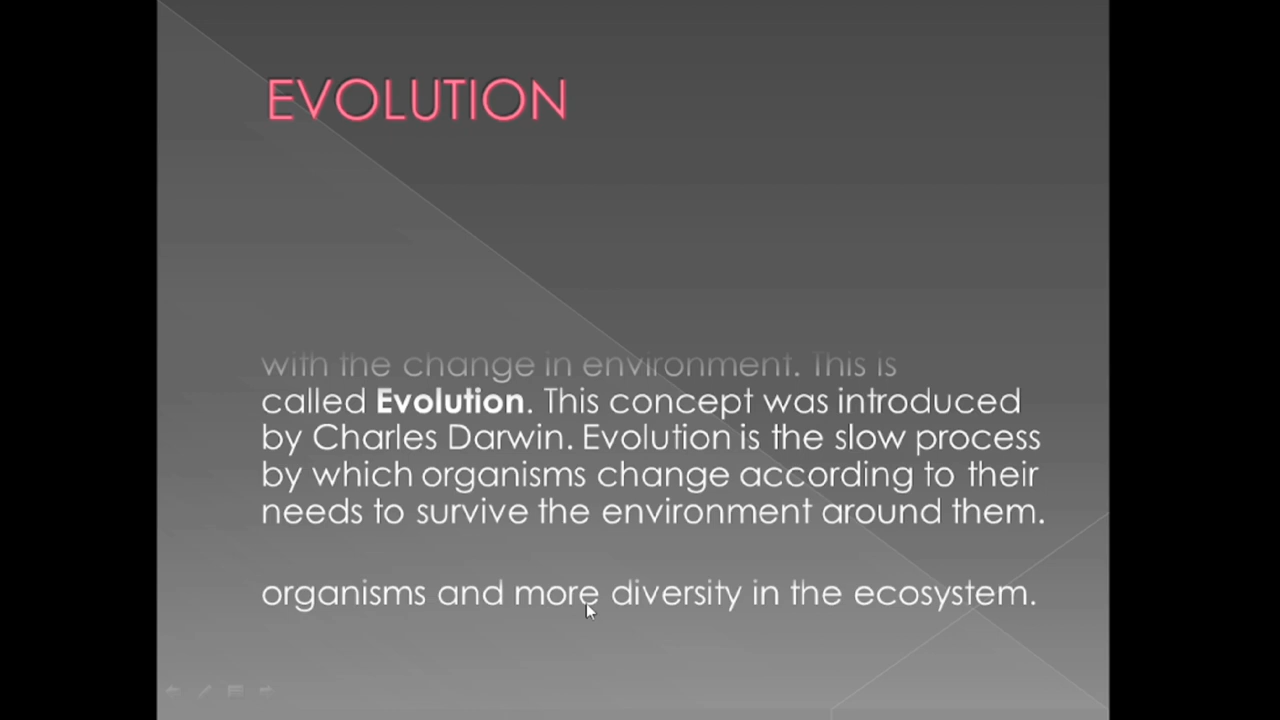 EVOLUTION
with the change in environment. This is
called Evolution. This concept was introduced
by Charles Darwin. Evolution is the slow process
by which organisms change according to their
needs to survive the environment around them.
organisms and more diversity in the ecosystem.